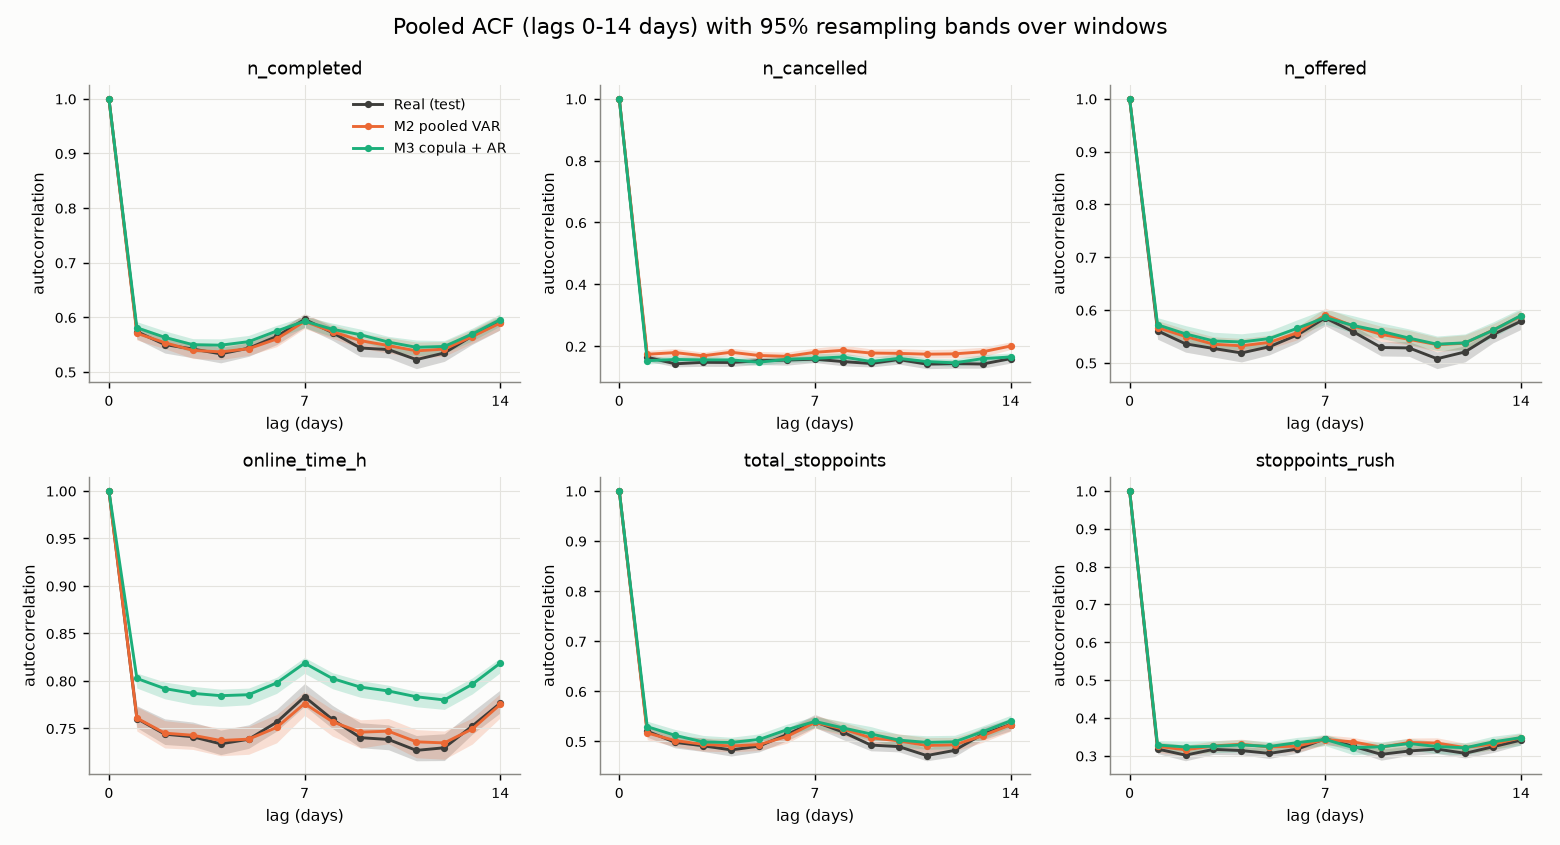 Pooled ACF (lags 0-14 days) with 95% resampling bands over windows
n_completed
1.0
0.9
0.8
0.7
0.6
0.5
autocorrelation
Real (test)
M2 pooled VAR
M3 copula + AR
0
7
14
lag (days)
n_cancelled
1.0
0.8
0.6
0.4
0.2
autocorrelation
0
7
14
lag (days)
n_offered
1.0
0.9
0.8
0.7
0.6
0.5
autocorrelation
0
7
14
lag (days)
online_time_h
1.00
0.95
0.90
0.85
0.80
0.75
autocorrelation
0
7
14
lag (days)
total_stoppoints
1.0
0.9
0.8
0.7
0.6
0.5
autocorrelation
0
7
14
lag (days)
stoppoints_rush
1.0
0.9
0.8
0.7
0.6
0.5
0.4
0.3
autocorrelation
0
7
14
lag (days)